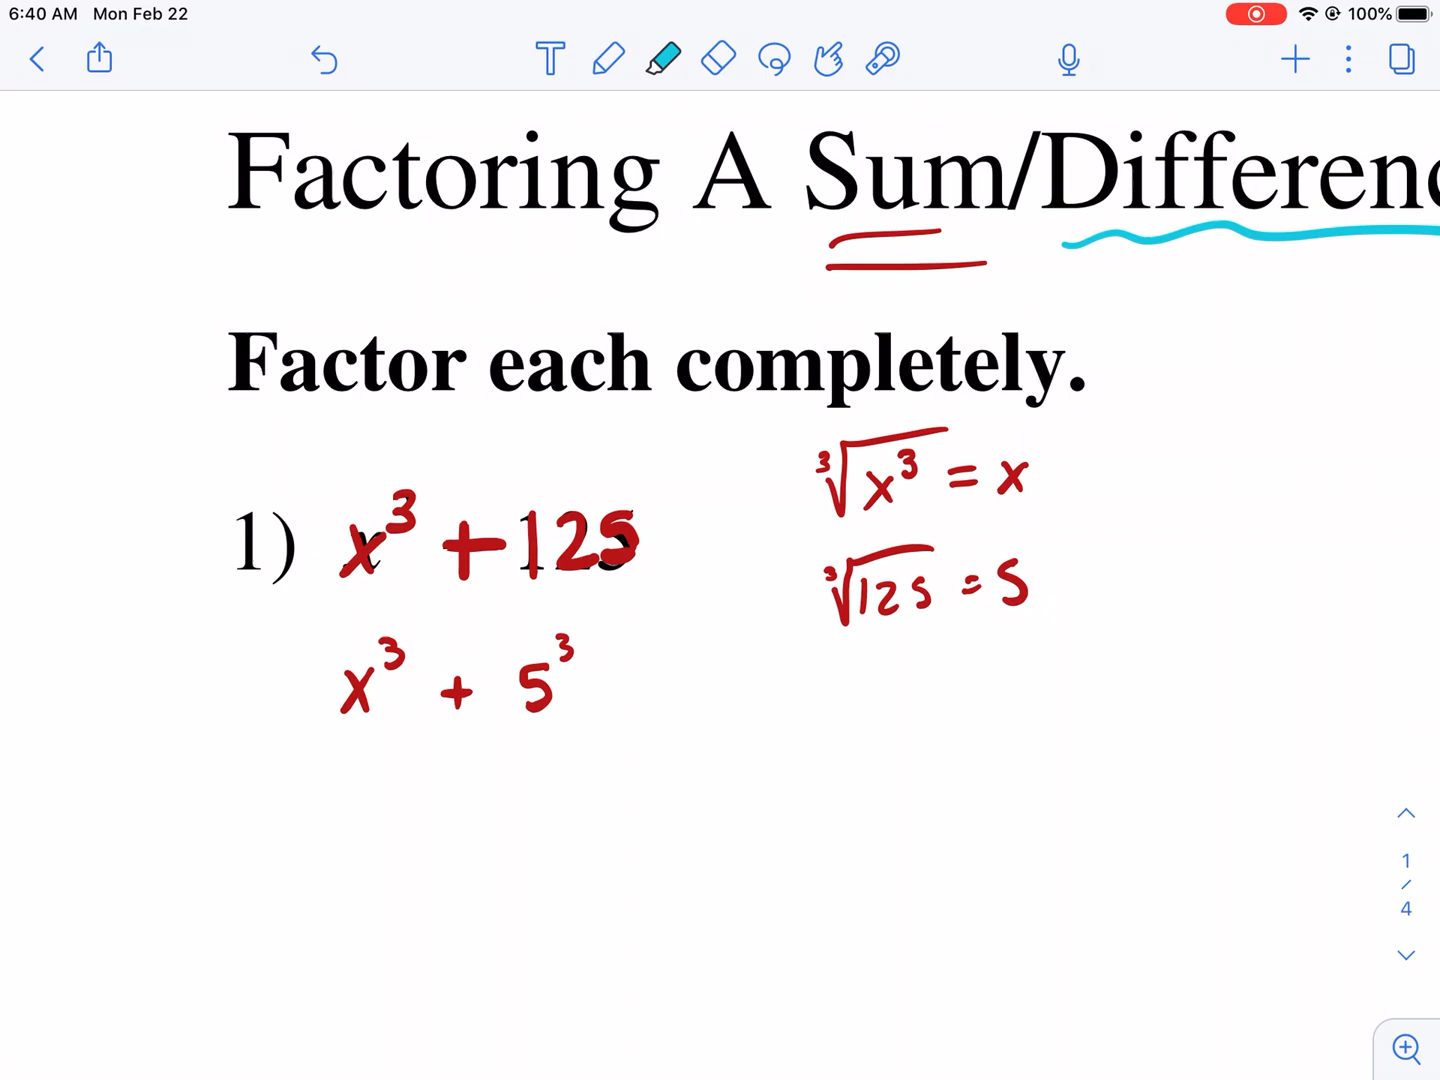 6:40 AM Mon Feb 22
100%
T
Factoring A Sum/Differenc
Factor each completely.
1) x³ + 125
∛x³ = x
∛125 = 5
x³ + 5³
1
/
4